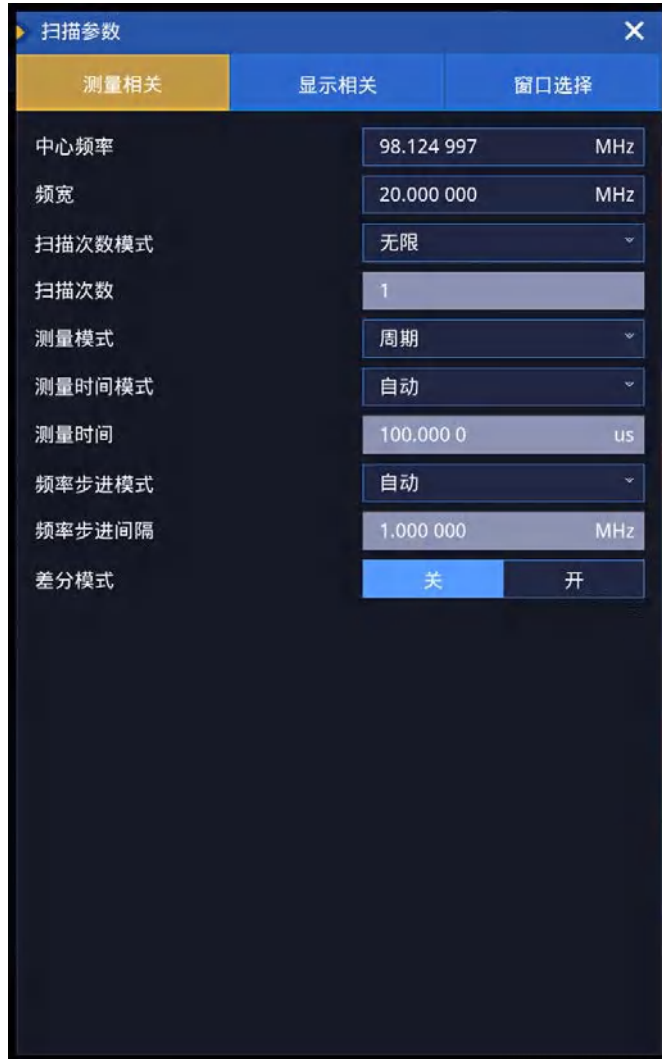 扫描参数
测量相关 显示相关 窗口选择
中心频率 98.124 997 MHz
频宽 20.000 000 MHz
扫描次数模式 无限
扫描次数 1
测量模式 周期
测量时间模式 自动
测量时间 100.000 0 us
频率步进模式 自动
频率步进间隔 1.000 000 MHz
差分模式 关 开